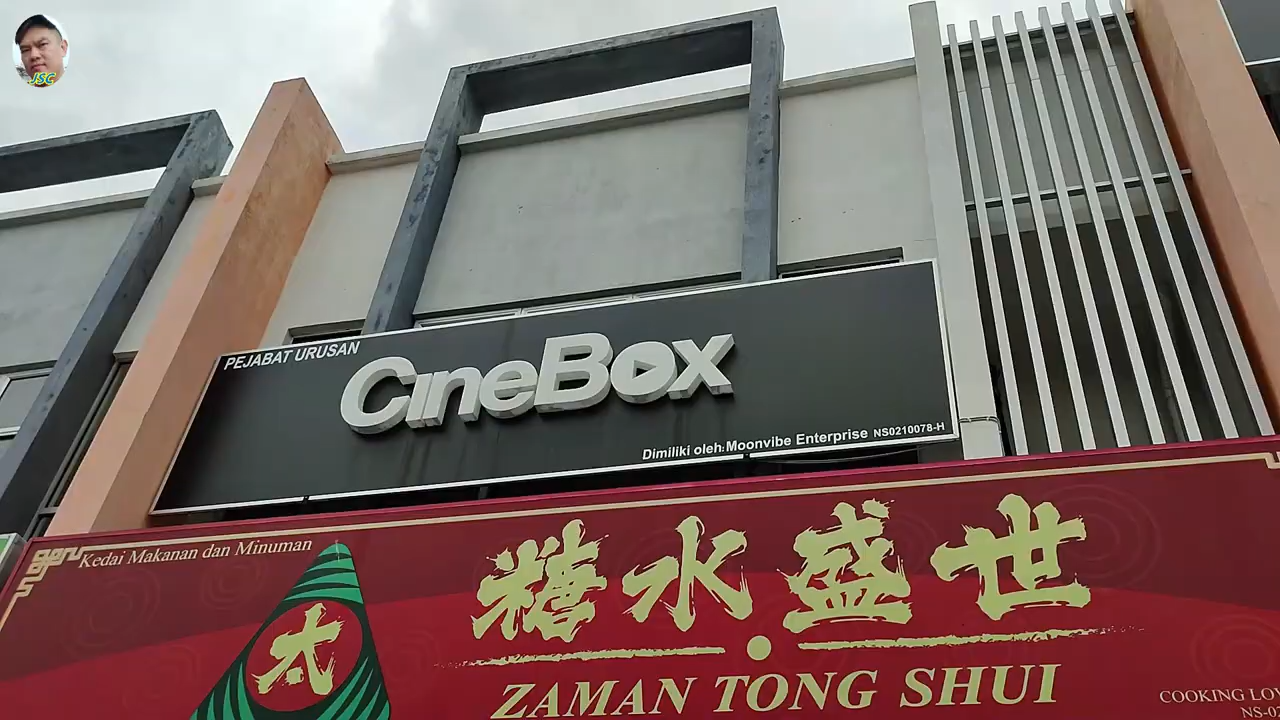 JSC
PEJABAT URUSAN
CineBox
Dimiliki oleh: Moonvibe Enterprise NS0210078-H
Kedai Makanan dan Minuman
太
糖水盛世
ZAMAN TONG SHUI
COOKING